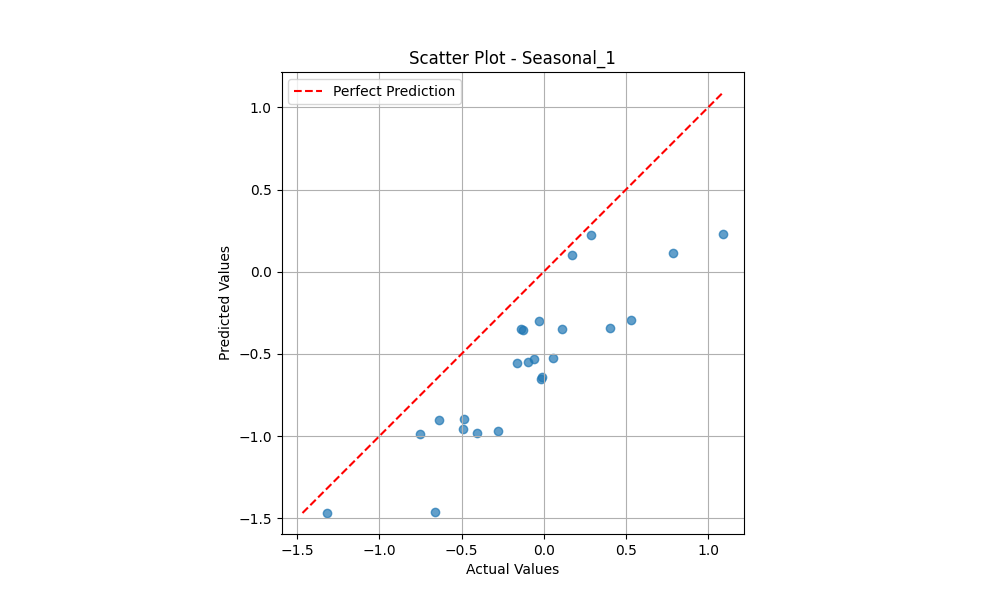 Scatter Plot - Seasonal_1
Perfect Prediction
Predicted Values
1.0
0.5
0.0
−0.5
−1.0
−1.5
−1.5 −1.0 −0.5 0.0 0.5 1.0
Actual Values